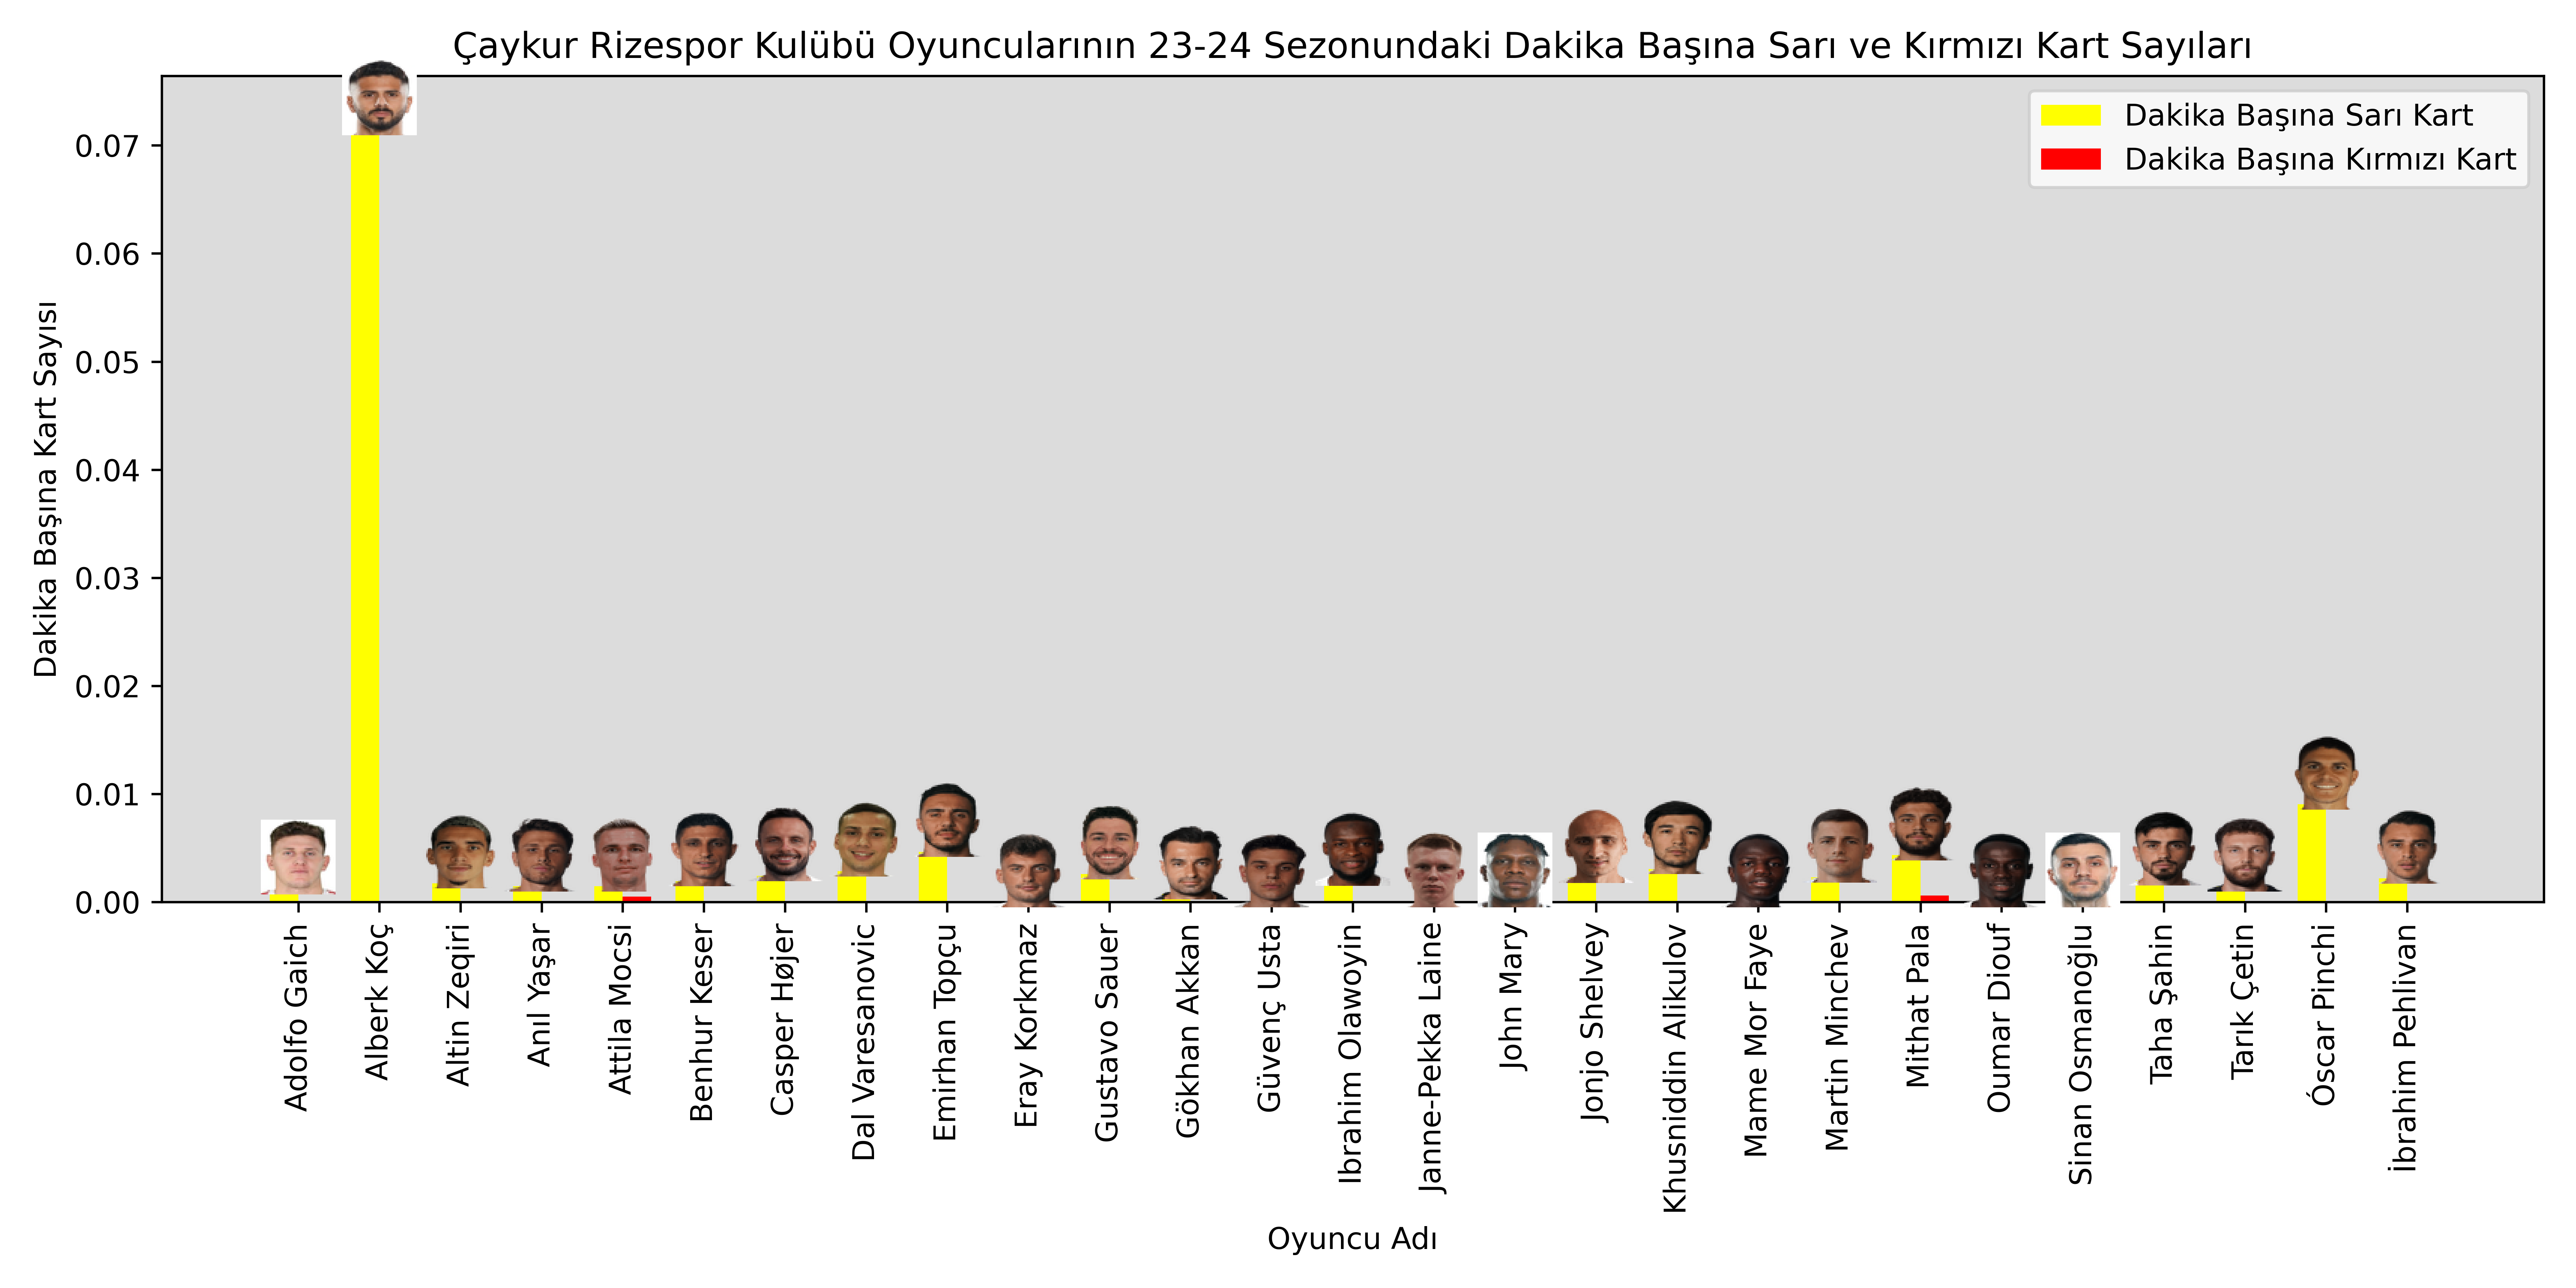 Çaykur Rizespor Kulübü Oyuncularının 23-24 Sezonundaki Dakika Başına Sarı ve Kırmızı Kart Sayıları
Dakika Başına Sarı Kart
Dakika Başına Kırmızı Kart
Dakika Başına Kart Sayısı
0.07
0.06
0.05
0.04
0.03
0.02
0.01
0.00
Adolfo Gaich
Alberk Koç
Altin Zeqiri
Anıl Yaşar
Attila Mocsi
Benhur Keser
Casper Højer
Dal Varesanovic
Emirhan Topçu
Eray Korkmaz
Gustavo Sauer
Gökhan Akkan
Güvenç Usta
Ibrahim Olawoyin
Janne-Pekka Laine
John Mary
Jonjo Shelvey
Khusniddin Alikulov
Mame Mor Faye
Martin Minchev
Mithat Pala
Oumar Diouf
Sinan Osmanoğlu
Taha Şahin
Tarık Çetin
Óscar Pinchi
İbrahim Pehlivan
Oyuncu Adı